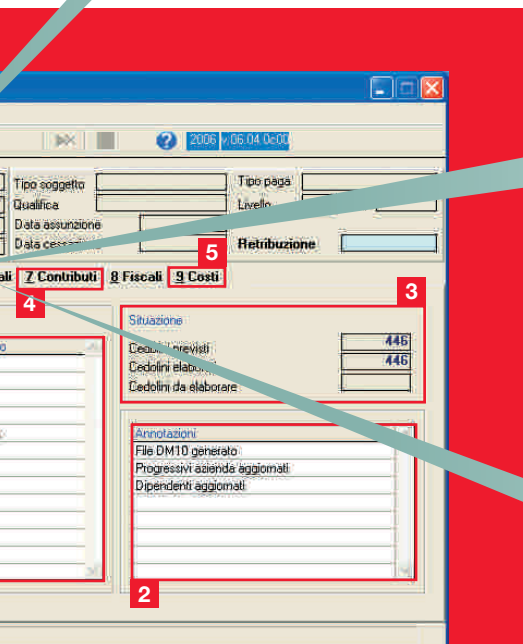 2006 v.06.04.0c00
Tipo soggetto
Tipo paga
Qualifica
Livello
Data assunzione
Data cessazione
Retribuzione
5
ali 7 Contributi 8 Fiscali 9 Costi
4
3
Situazione
Cedolini previsti 446
Cedolini elaborati 446
Cedolini da elaborare
Annotazioni
File DM10 generato
Progressivi azienda aggiornati
Dipendenti aggiornati
2